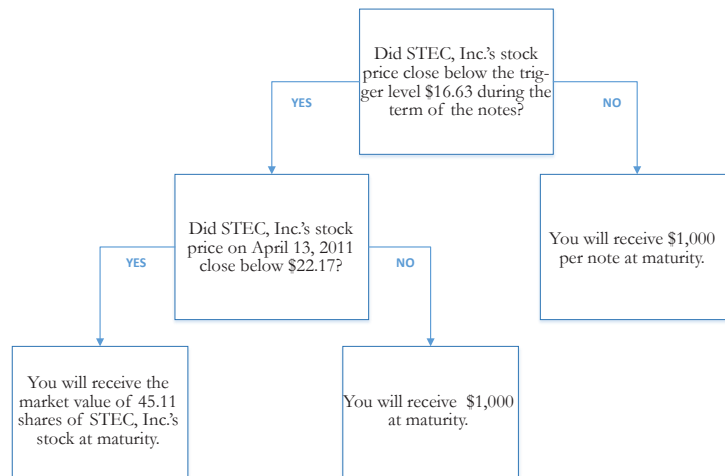 Did STEC, Inc.'s stock
price close below the trig-
ger level $16.63 during the
term of the notes?
YES
NO
Did STEC, Inc.'s stock
price on April 13, 2011
close below $22.17?
You will receive $1,000
per note at maturity.
YES
NO
You will receive the
market value of 45.11
shares of STEC, Inc.'s
stock at maturity.
You will receive $1,000
at maturity.